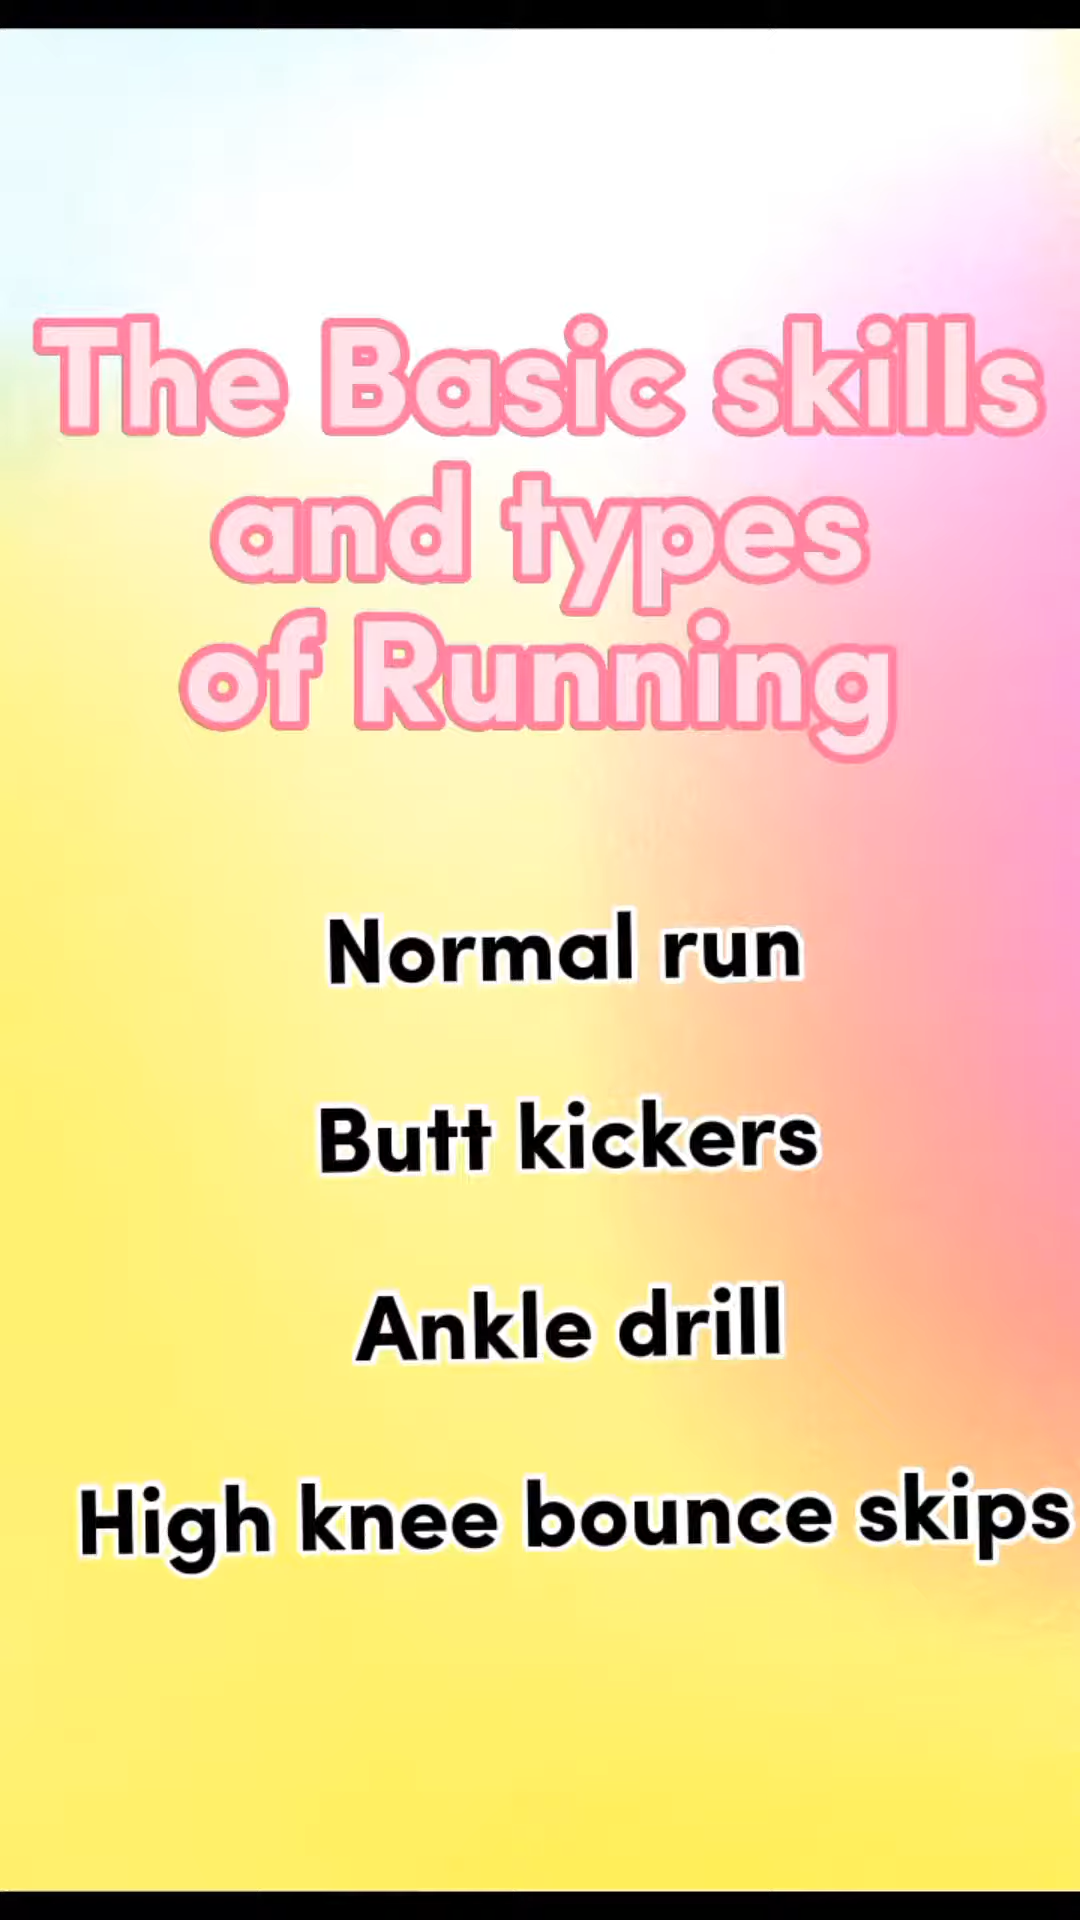 The Basic skills
and types
of Running
Normal run
Butt kickers
Ankle drill
High knee bounce skips